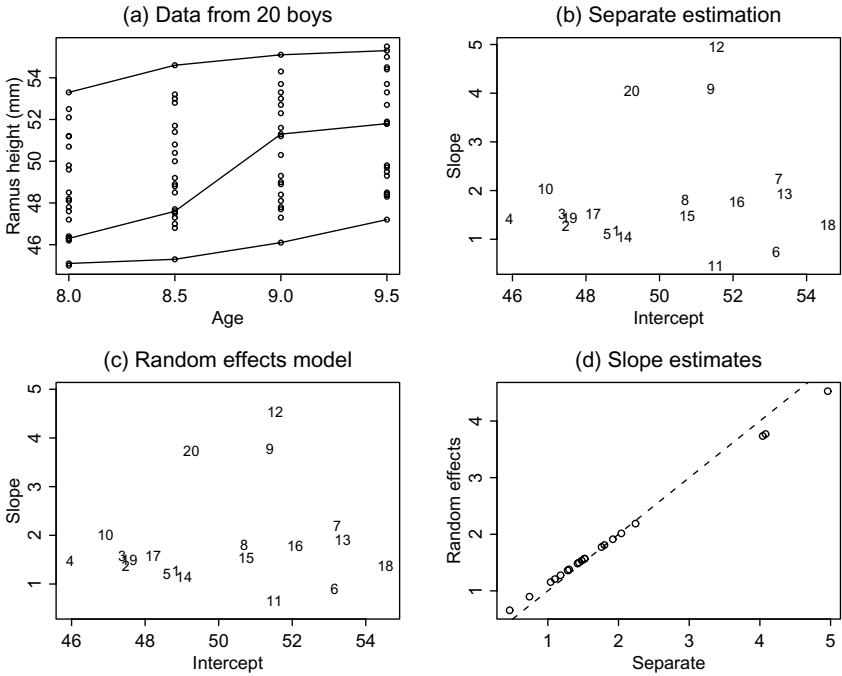 (a) Data from 20 boys
54
52
50
48
46
Ramus height (mm)
8.0 8.5 9.0 9.5
Age
(b) Separate estimation
5
4
3
2
1
Slope
12
20 9
10 7
13
8 16
4 3 19 17 15
2 18
5 1 14
6
11
46 48 50 52 54
Intercept
(c) Random effects model
5
4
3
2
1
Slope
12
20 9
10 7
8 16 13
4 3 19 17 15
2 18
5 1 14
6
11
46 48 50 52 54
Intercept
(d) Slope estimates
4
3
2
1
Random effects
1 2 3 4 5
Separate